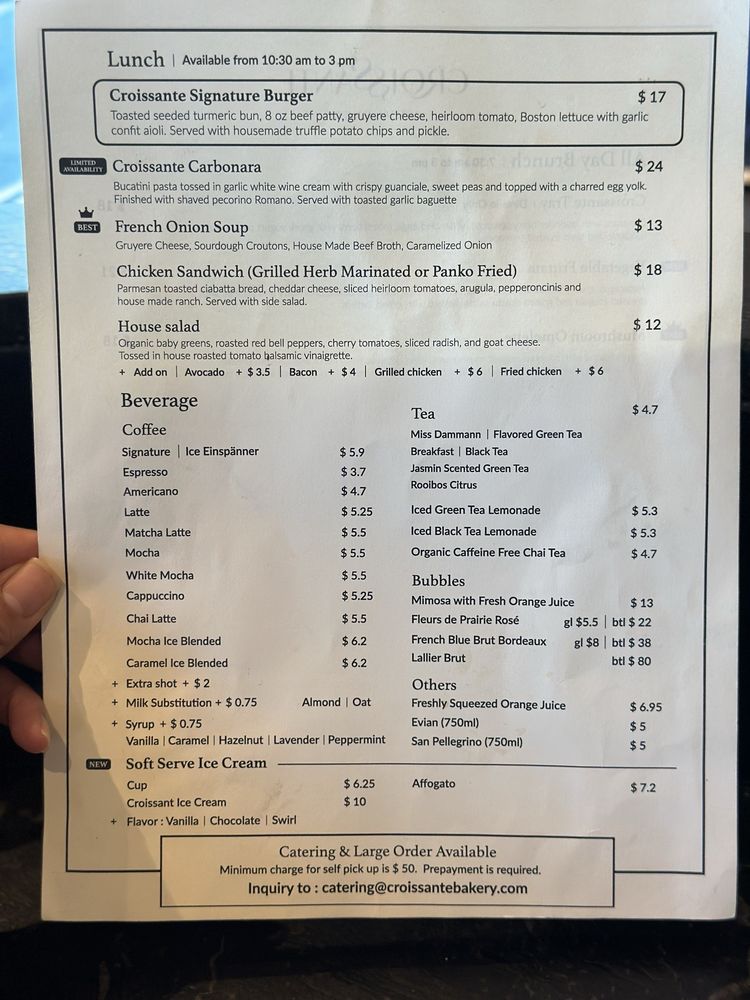 Lunch | Available from 10:30 am to 3 pm
Croissante Signature Burger $ 17
Toasted seeded turmeric bun, 8 oz beef patty, gruyere cheese, heirloom tomato, Boston lettuce with garlic
confit aioli. Served with housemade truffle potato chips and pickle.
LIMITED AVAILABILITY Croissante Carbonara $ 24
Bucatini pasta tossed in garlic white wine cream with crispy guanciale, sweet peas and topped with a charred egg yolk.
Finished with shaved pecorino Romano. Served with toasted garlic baguette
BEST French Onion Soup $ 13
Gruyere Cheese, Sourdough Croutons, House Made Beef Broth, Caramelized Onion
Chicken Sandwich (Grilled Herb Marinated or Panko Fried) $ 18
Parmesan toasted ciabatta bread, cheddar cheese, sliced heirloom tomatoes, arugula, pepperoncinis and
house made ranch. Served with side salad.
House salad $ 12
Organic baby greens, roasted red bell peppers, cherry tomatoes, sliced radish, and goat cheese.
Tossed in house roasted tomato balsamic vinaigrette.
+ Add on | Avocado + $ 3.5 | Bacon + $ 4 | Grilled chicken + $ 6 | Fried chicken + $ 6
Beverage
Coffee
Signature | Ice Einspänner $ 5.9
Espresso $ 3.7
Americano $ 4.7
Latte $ 5.25
Matcha Latte $ 5.5
Mocha $ 5.5
White Mocha $ 5.5
Cappuccino $ 5.25
Chai Latte $ 5.5
Mocha Ice Blended $ 6.2
Caramel Ice Blended $ 6.2
+ Extra shot + $ 2
+ Milk Substitution + $ 0.75 Almond | Oat
+ Syrup + $ 0.75
Vanilla | Caramel | Hazelnut | Lavender | Peppermint
Tea $ 4.7
Miss Dammann | Flavored Green Tea
Breakfast | Black Tea
Jasmin Scented Green Tea
Rooibos Citrus
Iced Green Tea Lemonade $ 5.3
Iced Black Tea Lemonade $ 5.3
Organic Caffeine Free Chai Tea $ 4.7
Bubbles
Mimosa with Fresh Orange Juice $ 13
Fleurs de Prairie Rosé gl $5.5 | btl $ 22
French Blue Brut Bordeaux gl $8 | btl $ 38
Lallier Brut btl $ 80
Others
Freshly Squeezed Orange Juice $ 6.95
Evian (750ml) $ 5
San Pellegrino (750ml) $ 5
NEW Soft Serve Ice Cream
Cup $ 6.25
Croissant Ice Cream $ 10
+ Flavor : Vanilla | Chocolate | Swirl
Affogato $ 7.2
Catering & Large Order Available
Minimum charge for self pick up is $ 50. Prepayment is required.
Inquiry to : catering@croissantebakery.com